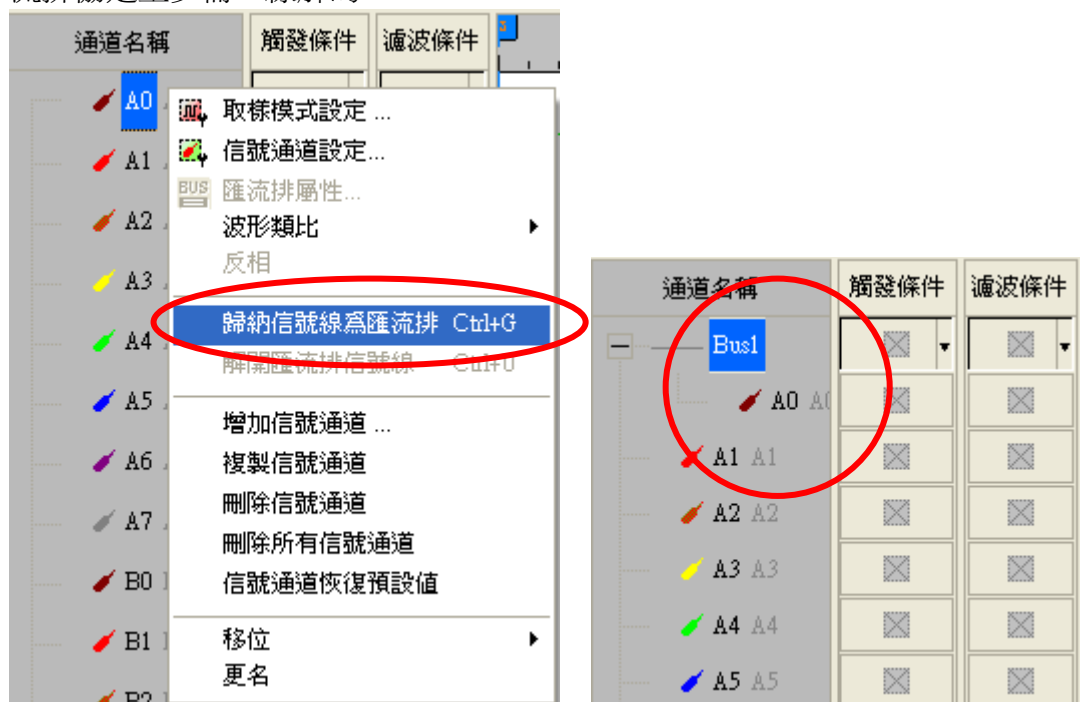 通道名稱 觸發條件 濾波條件
A0
A1
A2
A3
A4
A5
A6
A7
B0
B1
取樣模式設定 ...
信號通道設定...
BUS 匯流排屬性...
波形類比
反相
歸納信號線爲匯流排 Ctrl+G
解開匯流排信號線 Ctrl+U
增加信號通道 ...
複製信號通道
刪除信號通道
刪除所有信號通道
信號通道恢復預設值
移位
更名
通道名稱 觸發條件 濾波條件
Bus1
A0 A0
A1 A1
A2 A2
A3 A3
A4 A4
A5 A5